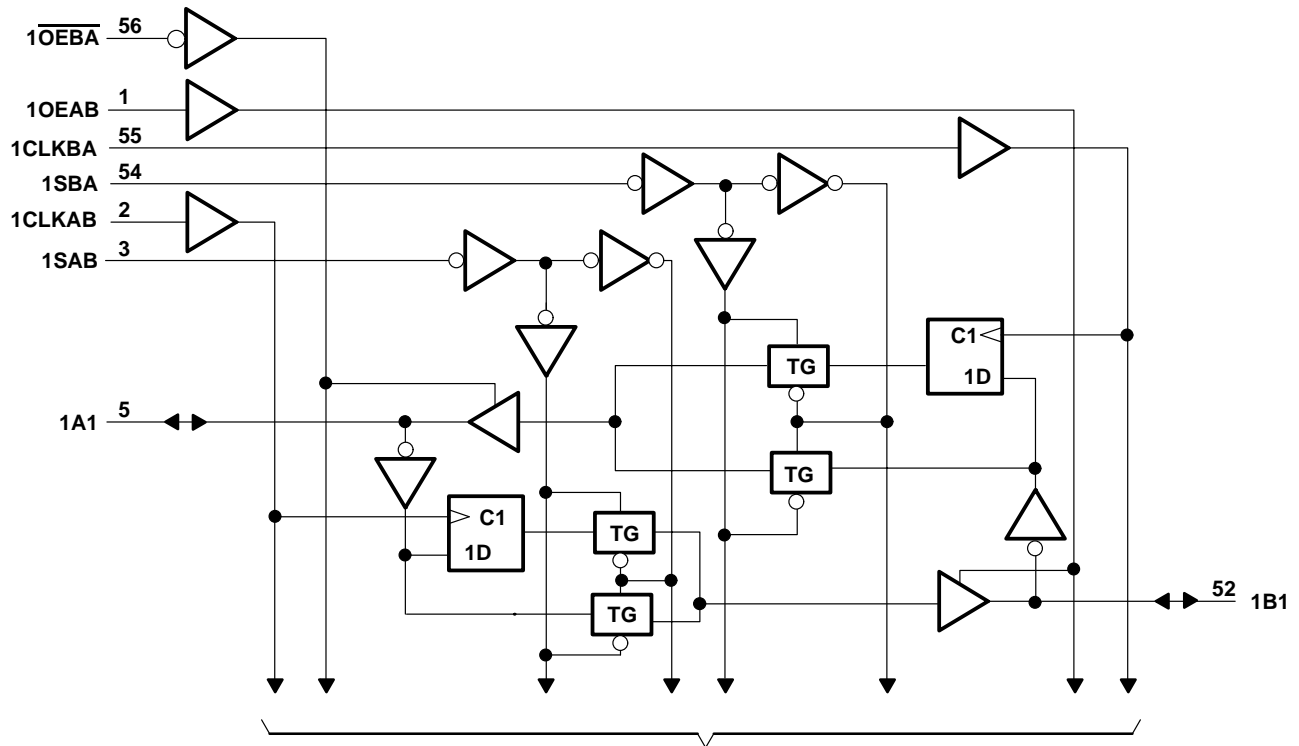 1O̅E̅B̅A̅ 56
1OEAB 1
1CLKBA 55
1SBA 54
1CLKAB 2
1SAB 3
C1
1D
TG
1A1 5
TG
C1
1D
TG
TG
52 1B1